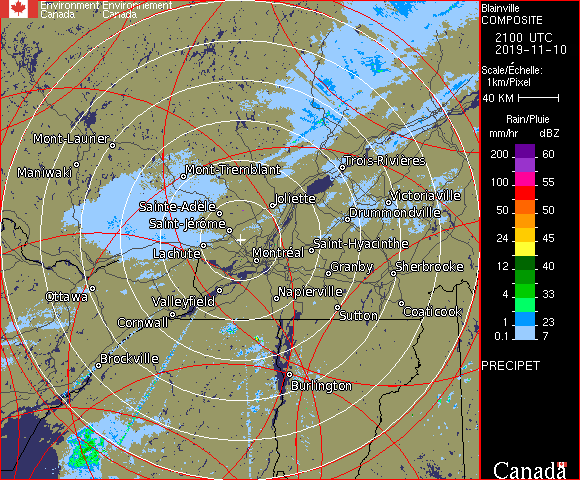 Environment Environnement
Canada Canada
Mont-Laurier
Maniwaki
Mont-Tremblant
Trois-Rivières
Sainte-Adèle
Joliette
Victoriaville
Saint-Jérôme
Drummondville
Lachute
Montréal
Saint-Hyacinthe
Granby
Sherbrooke
Ottawa
Valleyfield
Napierville
Coaticook
Cornwall
Sutton
Brockville
Burlington
Blainville
COMPOSITE
2100 UTC
2019-11-10
Scale/Échelle:
1km/Pixel
40 KM
Rain/Pluie
mm/hr dBZ
200 60
100 55
50 50
24 45
12 40
4 33
1 23
0.1 7
PRECIPET
Canada